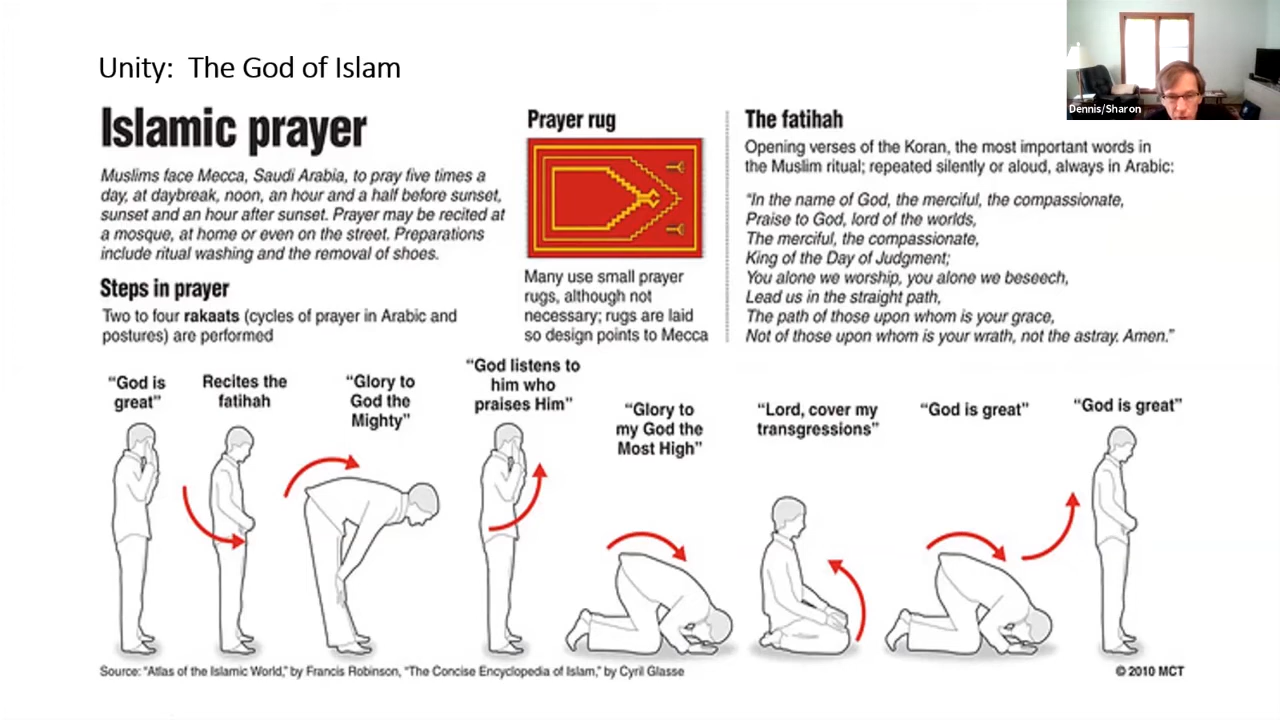 Unity:  The God of Islam
Dennis/Sharon
Islamic prayer
Muslims face Mecca, Saudi Arabia, to pray five times a
day, at daybreak, noon, an hour and a half before sunset,
sunset and an hour after sunset. Prayer may be recited at
a mosque, at home or even on the street. Preparations
include ritual washing and the removal of shoes.
Steps in prayer
Two to four rakaats (cycles of prayer in Arabic and
postures) are performed
Prayer rug
Many use small prayer
rugs, although not
necessary; rugs are laid
so design points to Mecca
The fatihah
Opening verses of the Koran, the most important words in
the Muslim ritual; repeated silently or aloud, always in Arabic:
“In the name of God, the merciful, the compassionate,
Praise to God, lord of the worlds,
The merciful, the compassionate,
King of the Day of Judgment;
You alone we worship, you alone we beseech,
Lead us in the straight path,
The path of those upon whom is your grace,
Not of those upon whom is your wrath, not the astray. Amen.”
“God is
great”
Recites the
fatihah
“Glory to
God the
Mighty”
“God listens to
him who
praises Him”
“Glory to
my God the
Most High”
“Lord, cover my
transgressions”
“God is great”
“God is great”
Source: “Atlas of the Islamic World,” by Francis Robinson, “The Concise Encyclopedia of Islam,” by Cyril Glasse
© 2010 MCT